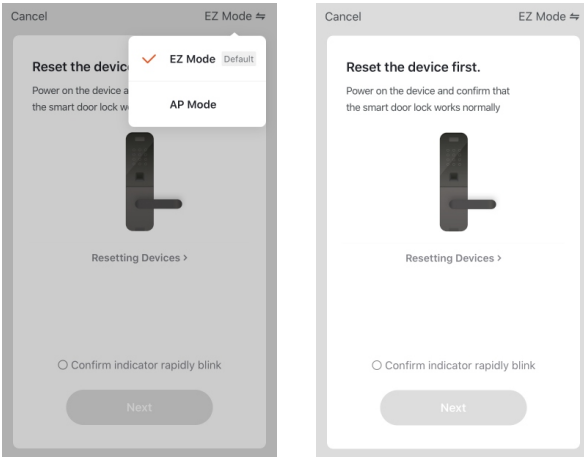 Cancel
EZ Mode
Reset the devic
EZ Mode Default
Power on the device a
the smart door lock w
AP Mode
Resetting Devices >
Confirm indicator rapidly blink
Next
Cancel
EZ Mode
Reset the device first.
Power on the device and confirm that
the smart door lock works normally
Resetting Devices >
Confirm indicator rapidly blink
Next